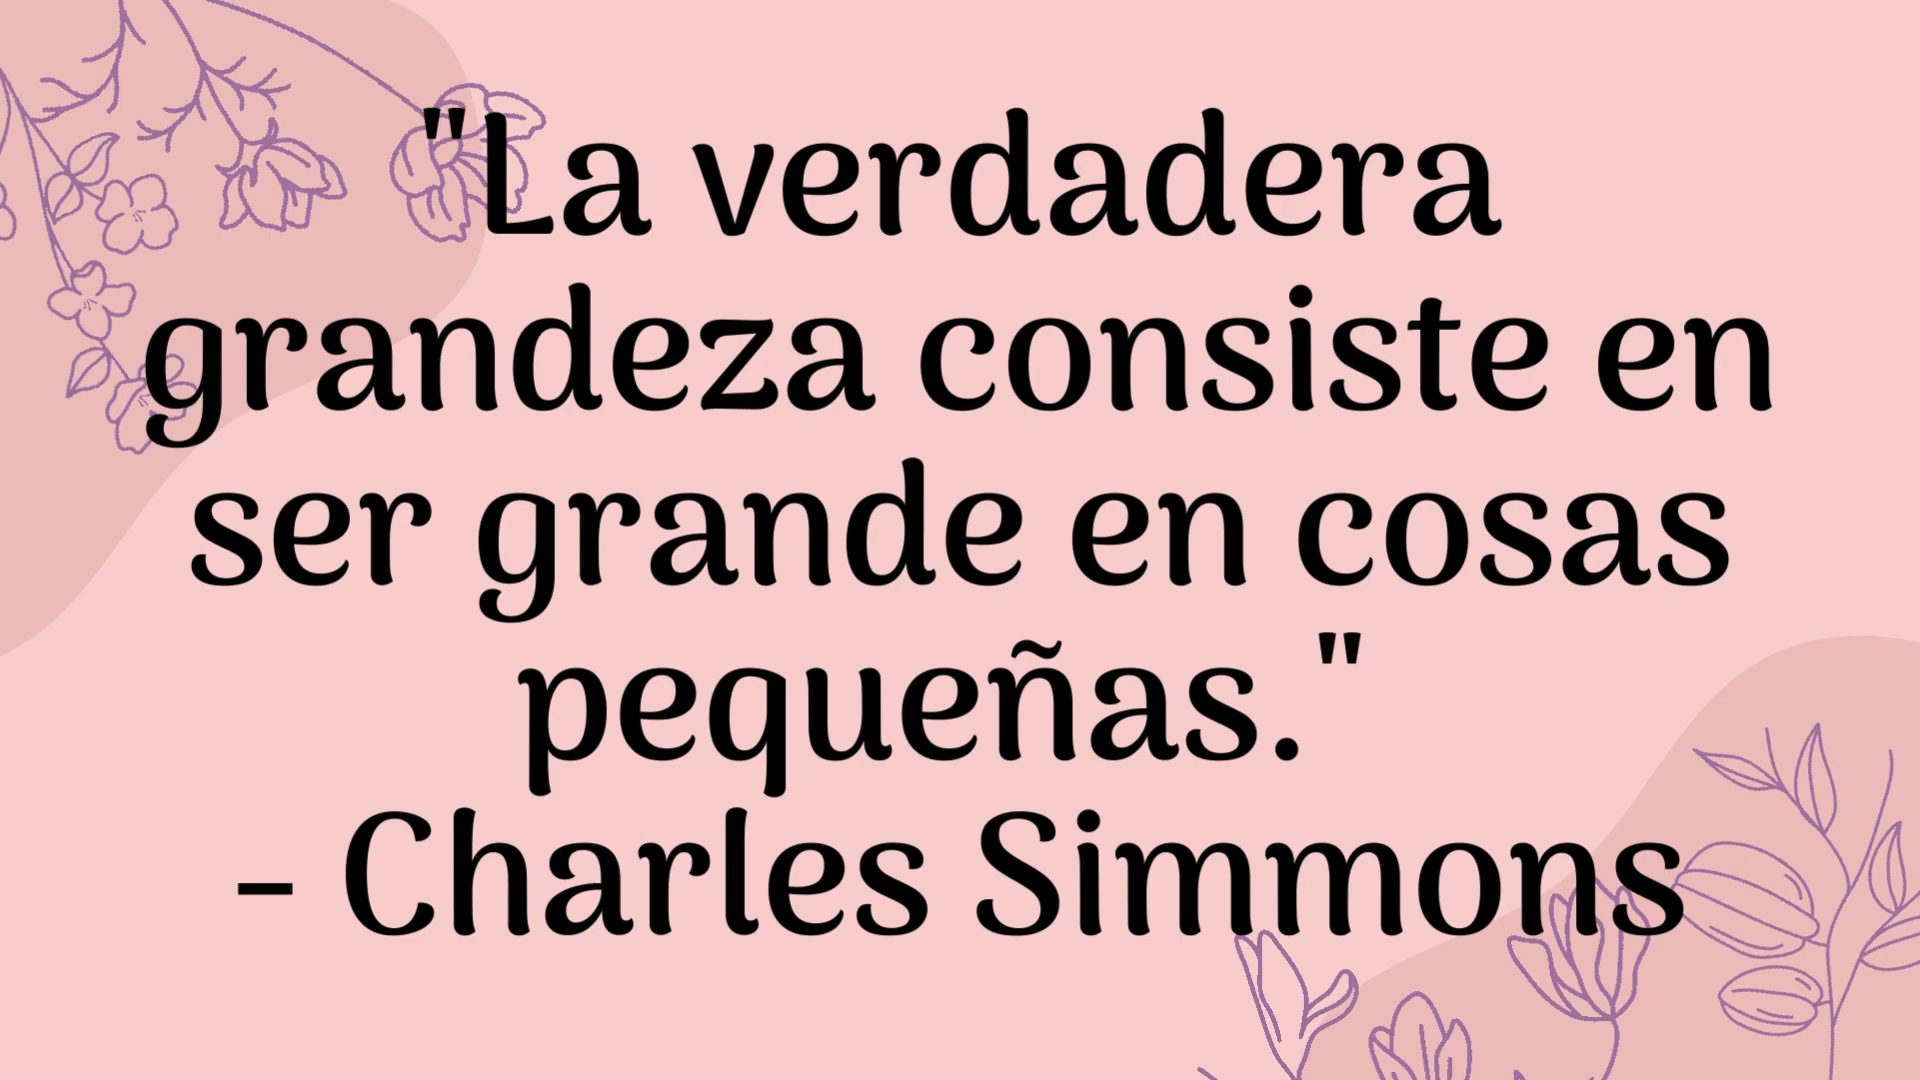 "La verdadera
grandeza consiste en
ser grande en cosas
pequeñas."
- Charles Simmons